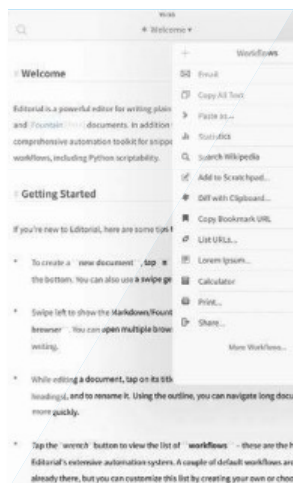 Welcome ▾
Workflows
Welcome
Email
Editorial is a powerful editor for writing plain
Copy All Text
and Fountain documents. In addition
Paste as...
comprehensive automation toolkit for snippe
Statistics
workflows, including Python scriptability.
Search Wikipedia
Add to Scratchpad...
Getting Started
Diff with Clipboard...
Copy Bookmark URL
If you're new to Editorial, here are some tips
List URLs...
Lorem Ipsum...
* To create a new document, tap
the bottom. You can also use a swipe ge
Calculator
Print...
* Swipe left to show the Markdown/Fount
Share...
browser. You can open multiple brow
writing.
More Workflows...
* While editing a document, tap on its titl
headings), and to rename it. Using the outline, you can navigate long docu
more quickly.
* Tap the wrench button to view the list of workflows - these are the h
Editorial's extensive automation system. A couple of default workflows are
already there, but you can customize this list by creating your own or choo